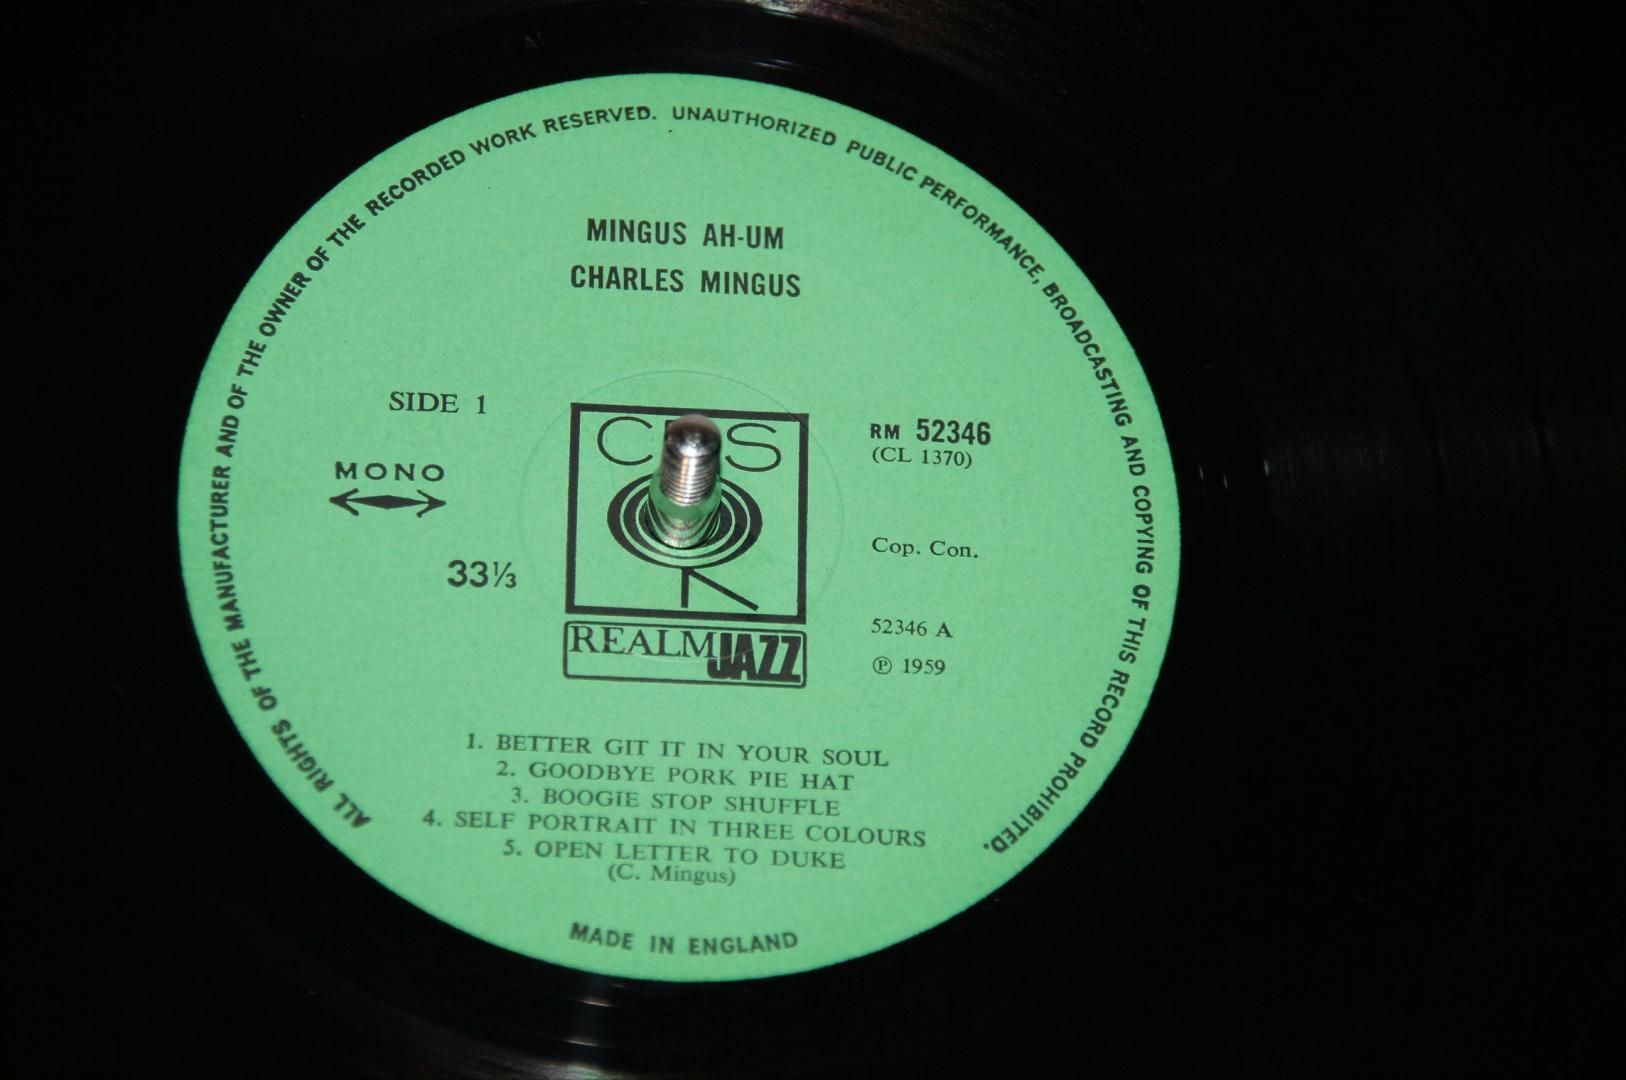 ALL RIGHTS OF THE MANUFACTURER AND OF THE OWNER OF THE RECORDED WORK RESERVED. UNAUTHORIZED PUBLIC PERFORMANCE, BROADCASTING AND COPYING OF THIS RECORD PROHIBITED.
MINGUS AH-UM
CHARLES MINGUS
SIDE 1
MONO
33⅓
REALM JAZZ
RM 52346
(CL 1370)
Cop. Con.
52346 A
℗ 1959
1. BETTER GIT IT IN YOUR SOUL
2. GOODBYE PORK PIE HAT
3. BOOGIE STOP SHUFFLE
4. SELF PORTRAIT IN THREE COLOURS
5. OPEN LETTER TO DUKE
(C. Mingus)
MADE IN ENGLAND